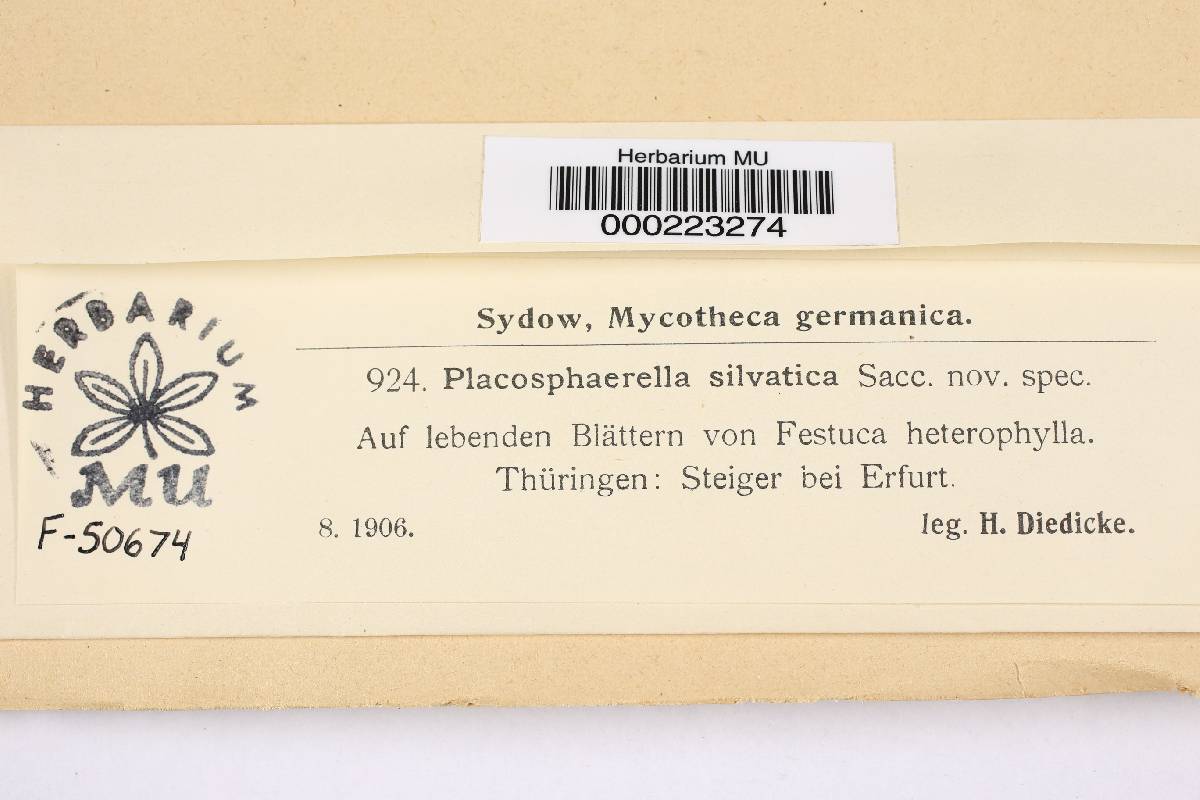 Herbarium MU
000223274
HERBARIUM
MU
F-50674
Sydow, Mycotheca germanica.
924. Placosphaerella silvatica Sacc. nov. spec.
Auf lebenden Blättern von Festuca heterophylla.
Thüringen: Steiger bei Erfurt.
8. 1906.
leg. H. Diedicke.